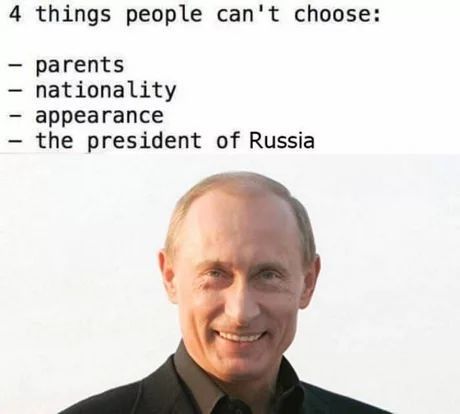 4 things people can't choose:
– parents
– nationality
- appearance
– the president of Russia